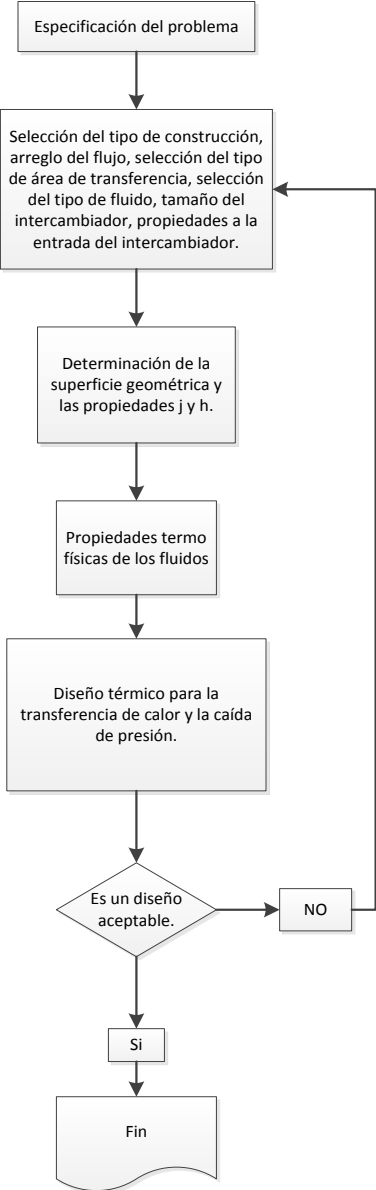 Especificación del problema
Selección del tipo de construcción,
arreglo del flujo, selección del tipo
de área de transferencia, selección
del tipo de fluido, tamaño del
intercambiador, propiedades a la
entrada del intercambiador.
Determinación de la
superficie geométrica y
las propiedades j y h.
Propiedades termo
físicas de los fluidos
Diseño térmico para la
transferencia de calor y la caída
de presión.
Es un diseño
aceptable.
NO
Si
Fin